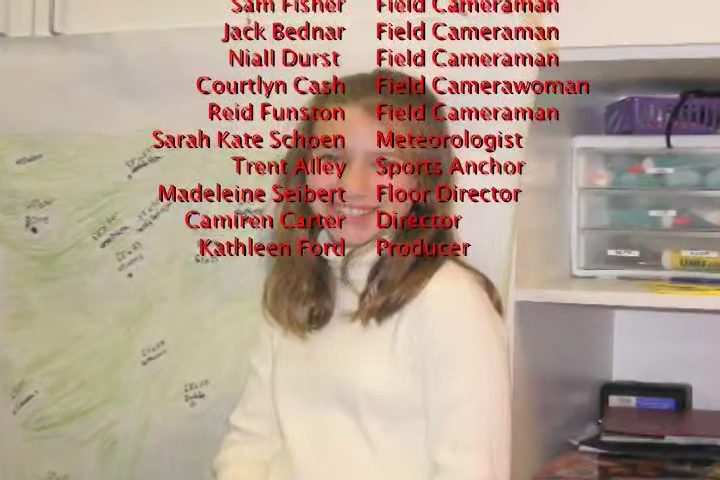 Sam Fisher Field Cameraman
Jack Bednar Field Cameraman
Niall Durst Field Cameraman
Courtlyn Cash Field Camerawoman
Reid Funston Field Cameraman
Sarah Kate Schoen Meteorologist
Trent Alley Sports Anchor
Madeleine Seibert Floor Director
Camiren Carter Director
Kathleen Ford Producer